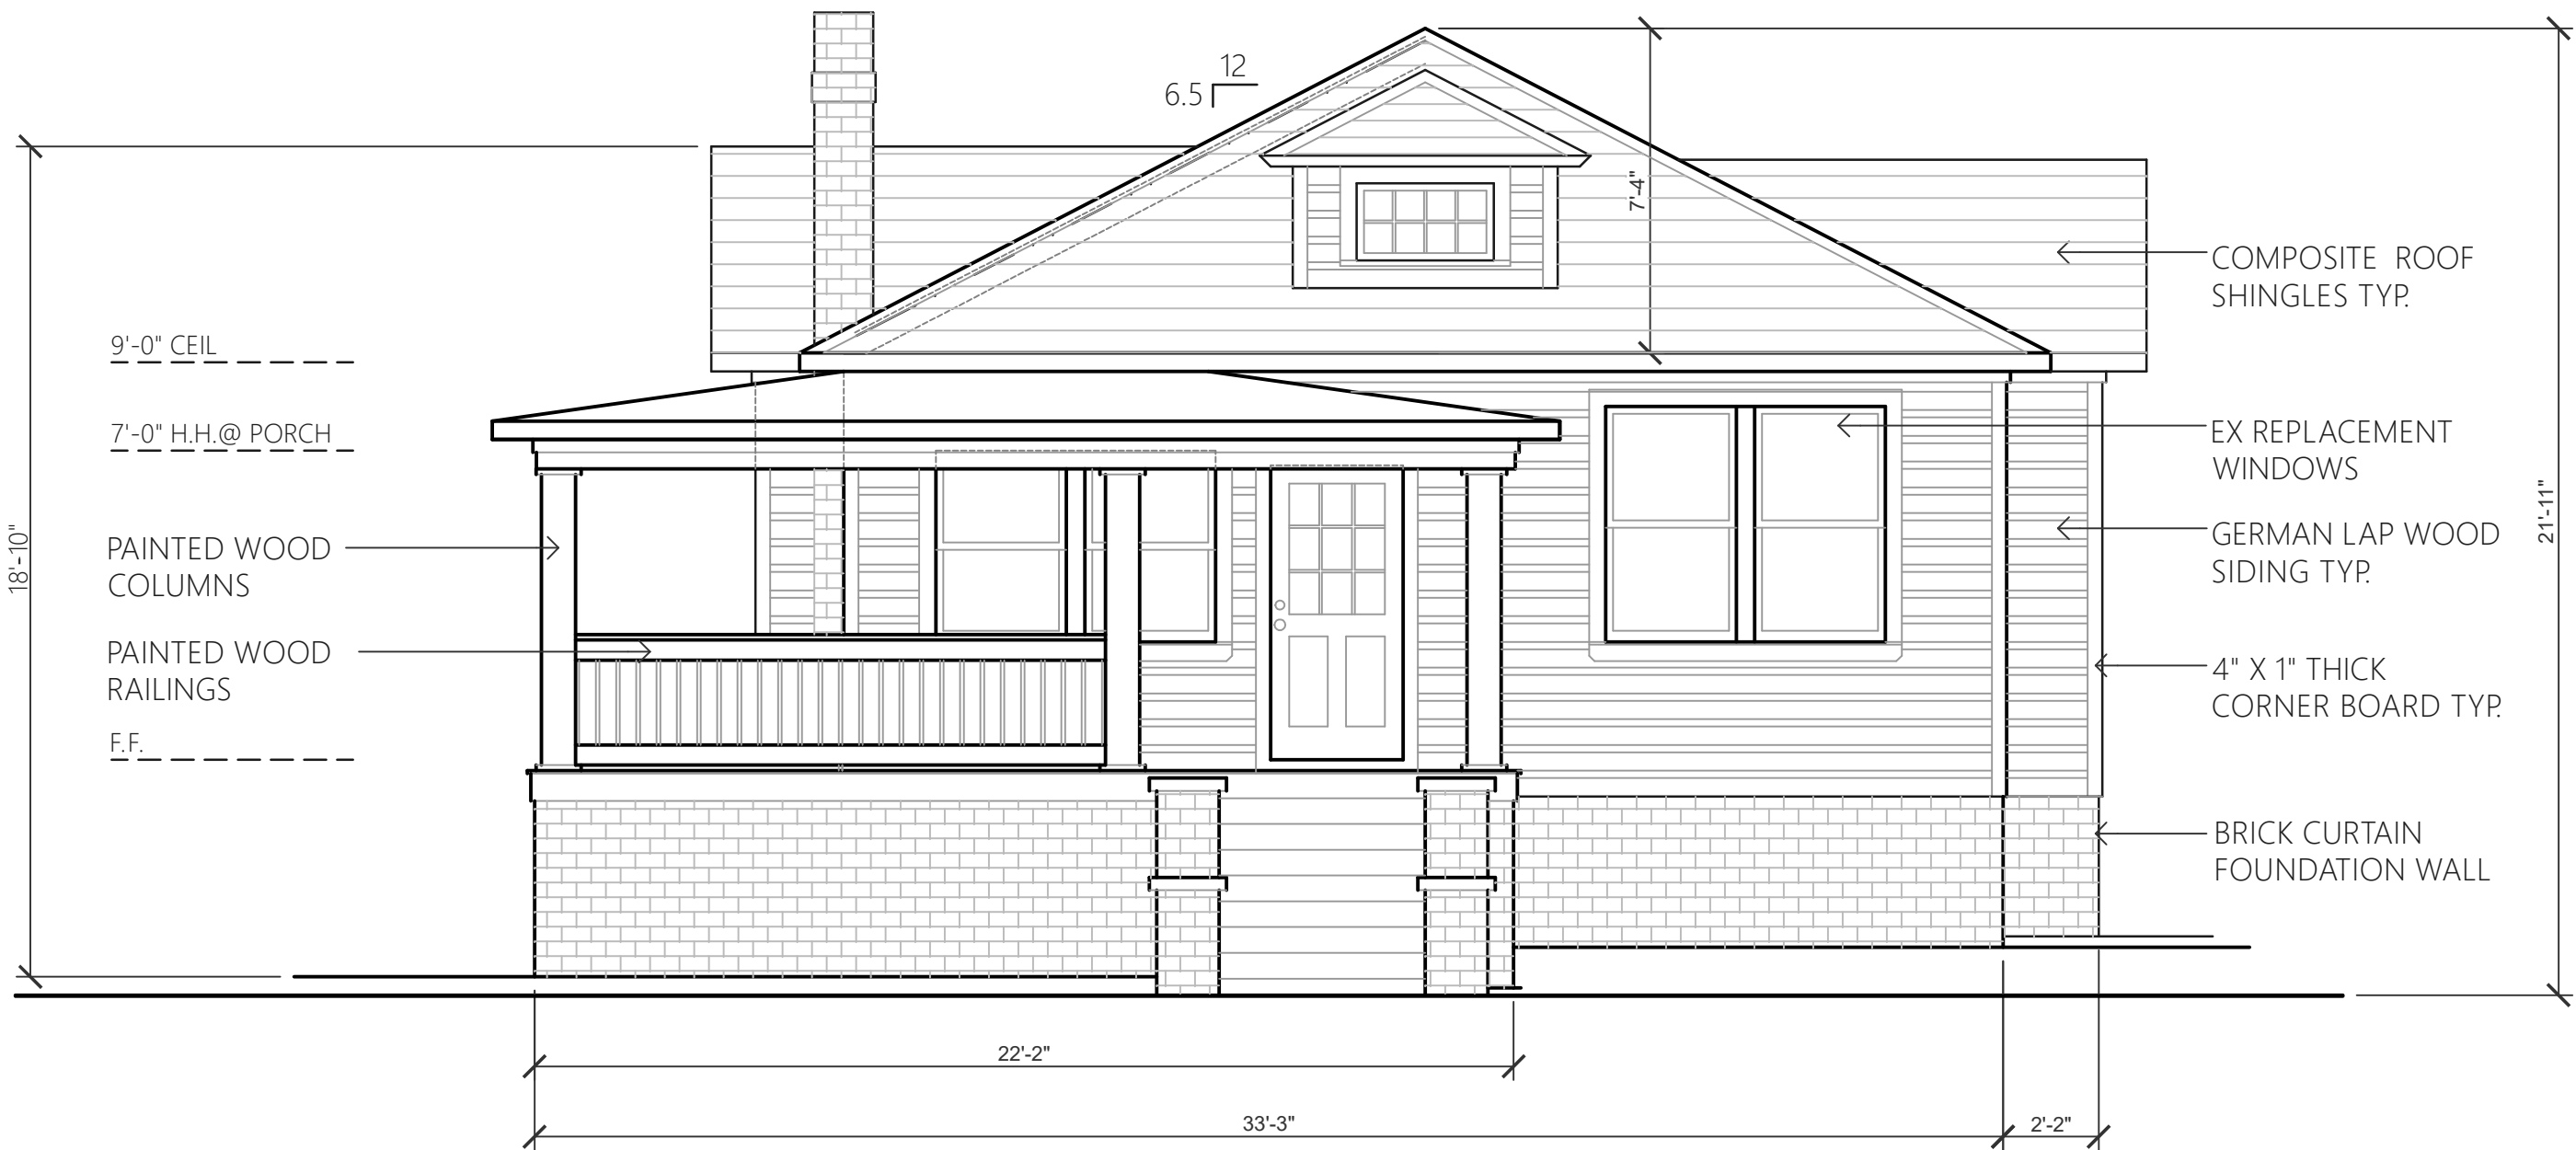 12
6.5
7'-4"
18'-10"
21'-11"
9'-0" CEIL
7'-0" H.H.@ PORCH
PAINTED WOOD
COLUMNS
PAINTED WOOD
RAILINGS
F.F.
COMPOSITE ROOF
SHINGLES TYP.
EX REPLACEMENT
WINDOWS
GERMAN LAP WOOD
SIDING TYP.
4" X 1" THICK
CORNER BOARD TYP.
BRICK CURTAIN
FOUNDATION WALL
22'-2"
33'-3"
2'-2"